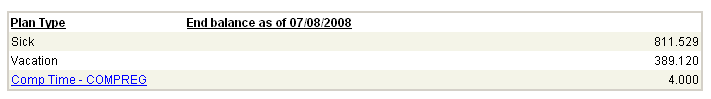 Plan Type End balance as of 07/08/2008
Sick 811.529
Vacation 389.120
Comp Time - COMPREG 4.000